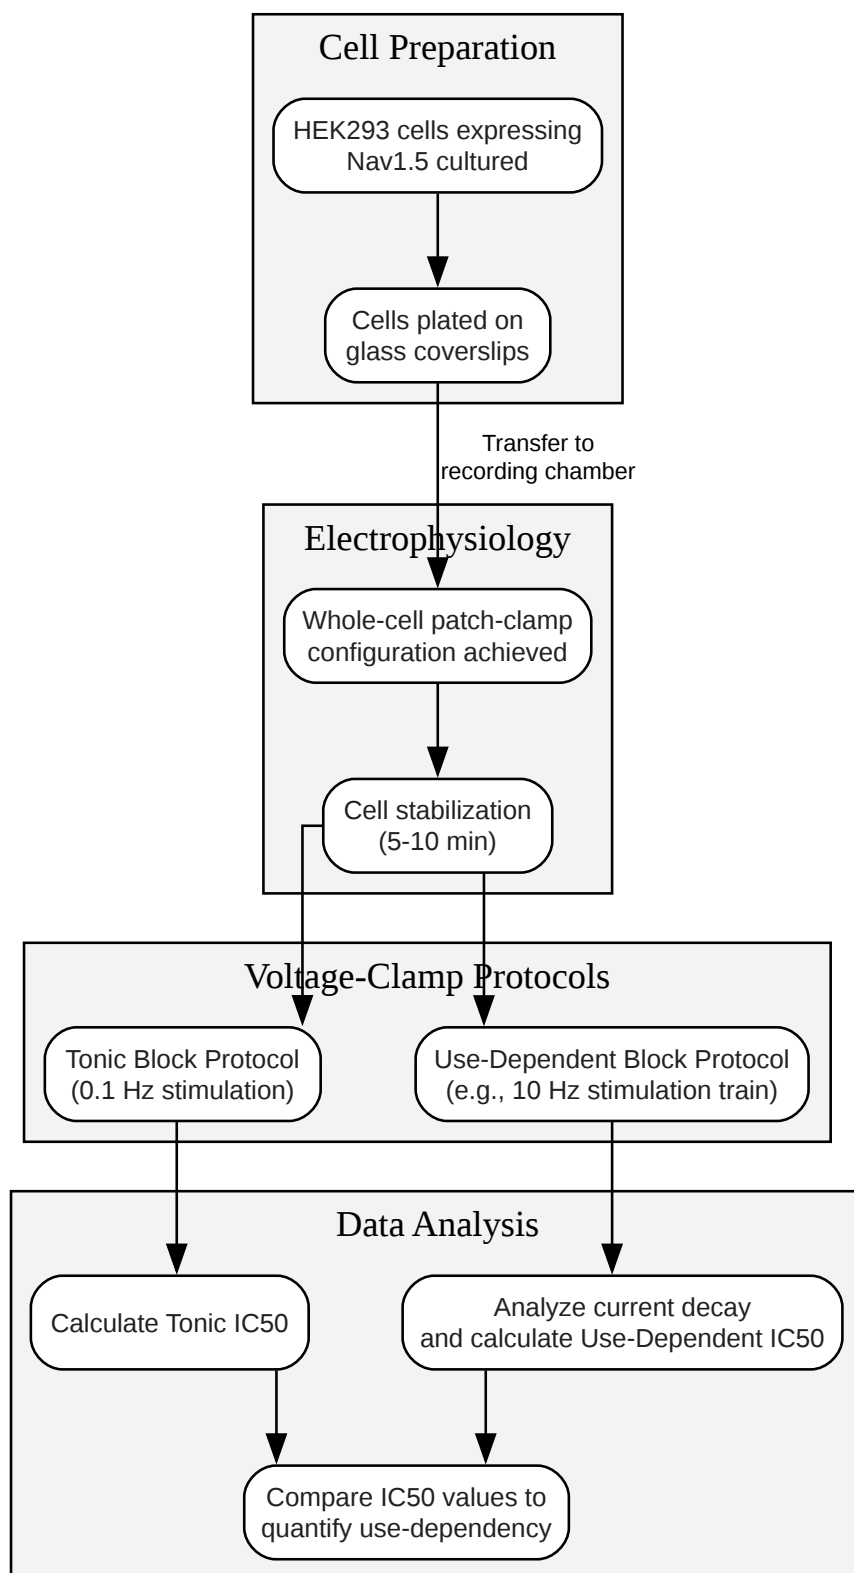 Cell Preparation
HEK293 cells expressing
Nav1.5 cultured
Cells plated on
glass coverslips
Transfer to
recording chamber
Electrophysiology
Whole-cell patch-clamp
configuration achieved
Cell stabilization
(5-10 min)
Voltage-Clamp Protocols
Tonic Block Protocol
(0.1 Hz stimulation)
Use-Dependent Block Protocol
(e.g., 10 Hz stimulation train)
Data Analysis
Calculate Tonic IC50
Analyze current decay
and calculate Use-Dependent IC50
Compare IC50 values to
quantify use-dependency